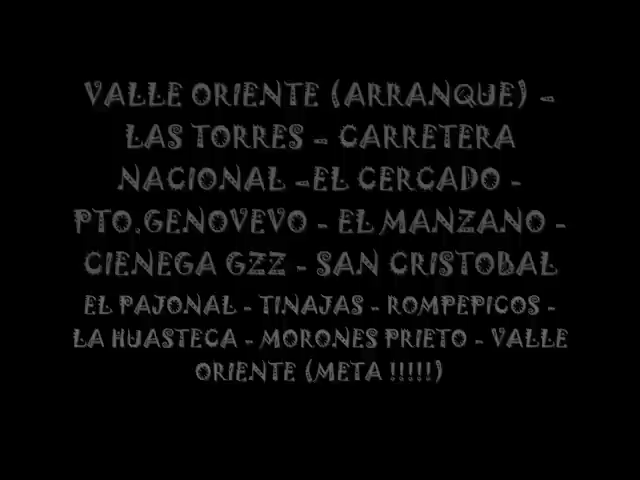 VALLE ORIENTE (ARRANQUE) -
LAS TORRES - CARRETERA
NACIONAL -EL CERCADO -
PTO.GENOVEVO - EL MANZANO -
CIENEGA GZZ - SAN CRISTOBAL
EL PAJONAL - TINAJAS - ROMPEPICOS -
LA HUASTECA - MORONES PRIETO - VALLE
ORIENTE (META !!!!!)